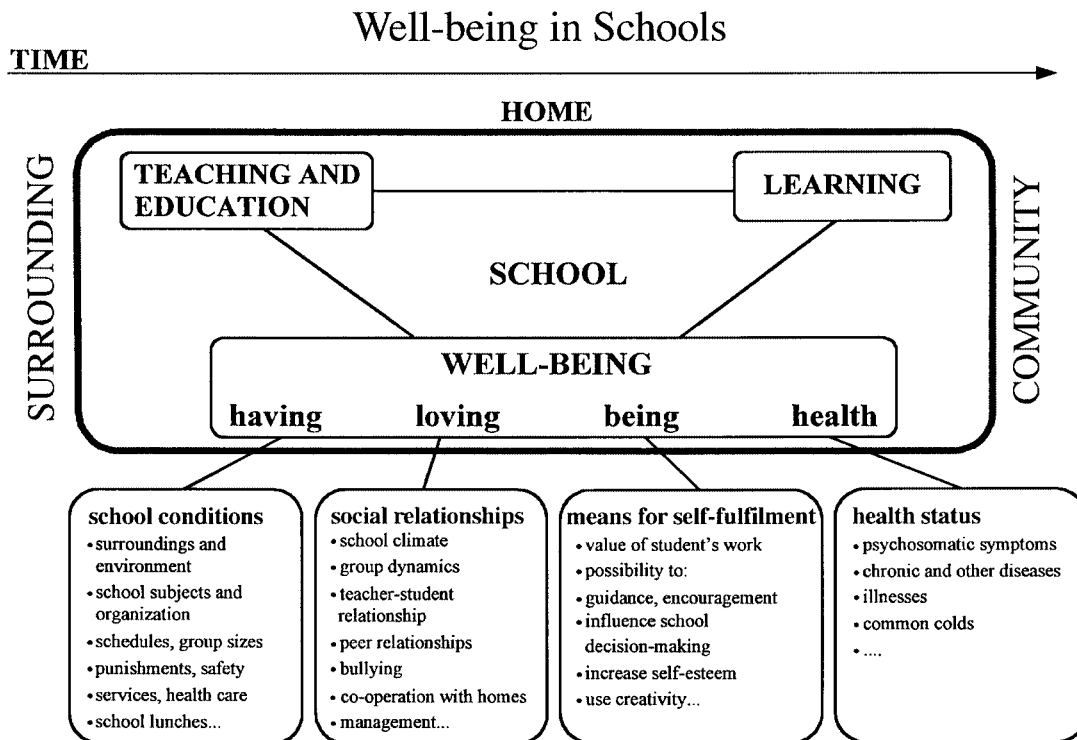 Well-being in Schools
TIME
HOME
SURROUNDING
COMMUNITY
TEACHING AND
EDUCATION
LEARNING
SCHOOL
WELL-BEING
having loving being health
school conditions
• surroundings and
environment
• school subjects and
organization
• schedules, group sizes
• punishments, safety
• services, health care
• school lunches...
social relationships
• school climate
• group dynamics
• teacher-student
relationship
• peer relationships
• bullying
• co-operation with homes
• management...
means for self-fulfilment
• value of student's work
• possibility to:
• guidance, encouragement
• influence school
decision-making
• increase self-esteem
• use creativity...
health status
• psychosomatic symptoms
• chronic and other diseases
• illnesses
• common colds
• ....